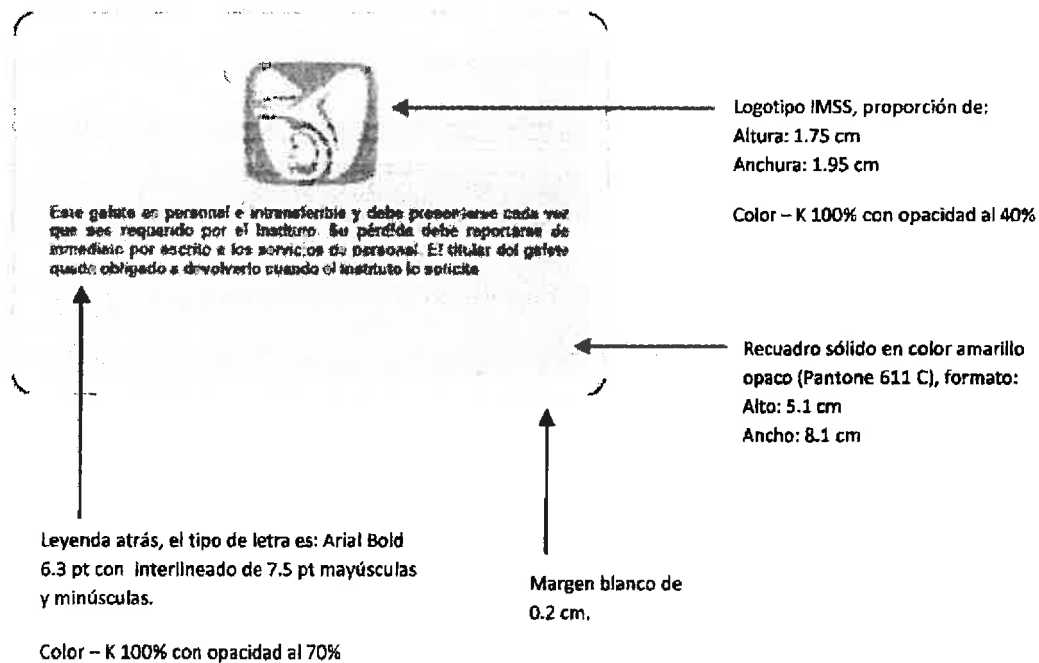 Logotipo IMSS, proporción de:
Altura: 1.75 cm
Anchura: 1.95 cm
Color – K 100% con opacidad al 40%
Este gafete es personal e intransferible y debe presentarse cada vez
que sea requerido por el Instituto. Su pérdida debe reportarse de
inmediato por escrito a los servicios de personal. El titular del gafete
queda obligado a devolverlo cuando el Instituto lo solicite
Recuadro sólido en color amarillo
opaco (Pantone 611 C), formato:
Alto: 5.1 cm
Ancho: 8.1 cm
Leyenda atrás, el tipo de letra es: Arial Bold
6.3 pt con interlineado de 7.5 pt mayúsculas
y minúsculas.
Color – K 100% con opacidad al 70%
Margen blanco de
0.2 cm.